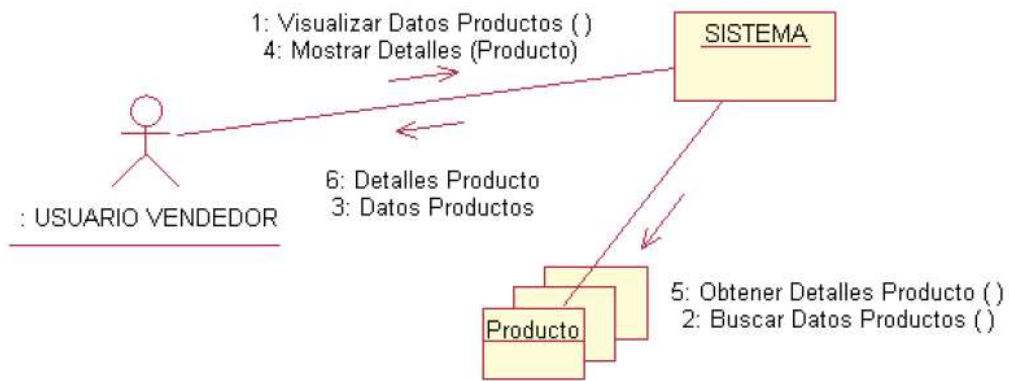 1: Visualizar Datos Productos ( )
4: Mostrar Detalles (Producto)
SISTEMA
6: Detalles Producto
3: Datos Productos
: USUARIO VENDEDOR
5: Obtener Detalles Producto ( )
2: Buscar Datos Productos ( )
Producto